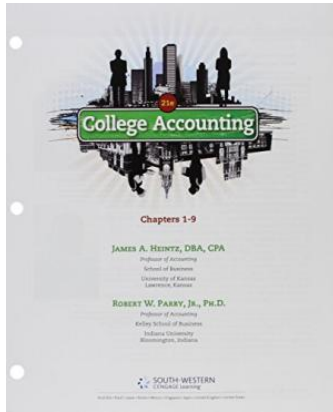 21e
College Accounting
Chapters 1-9
JAMES A. HEINTZ, DBA, CPA
Professor of Accounting
School of Business
University of Kansas
Lawrence, Kansas
ROBERT W. PARRY, JR., PH.D.
Professor of Accounting
Kelley School of Business
Indiana University
Bloomington, Indiana
SOUTH-WESTERN
CENGAGE Learning